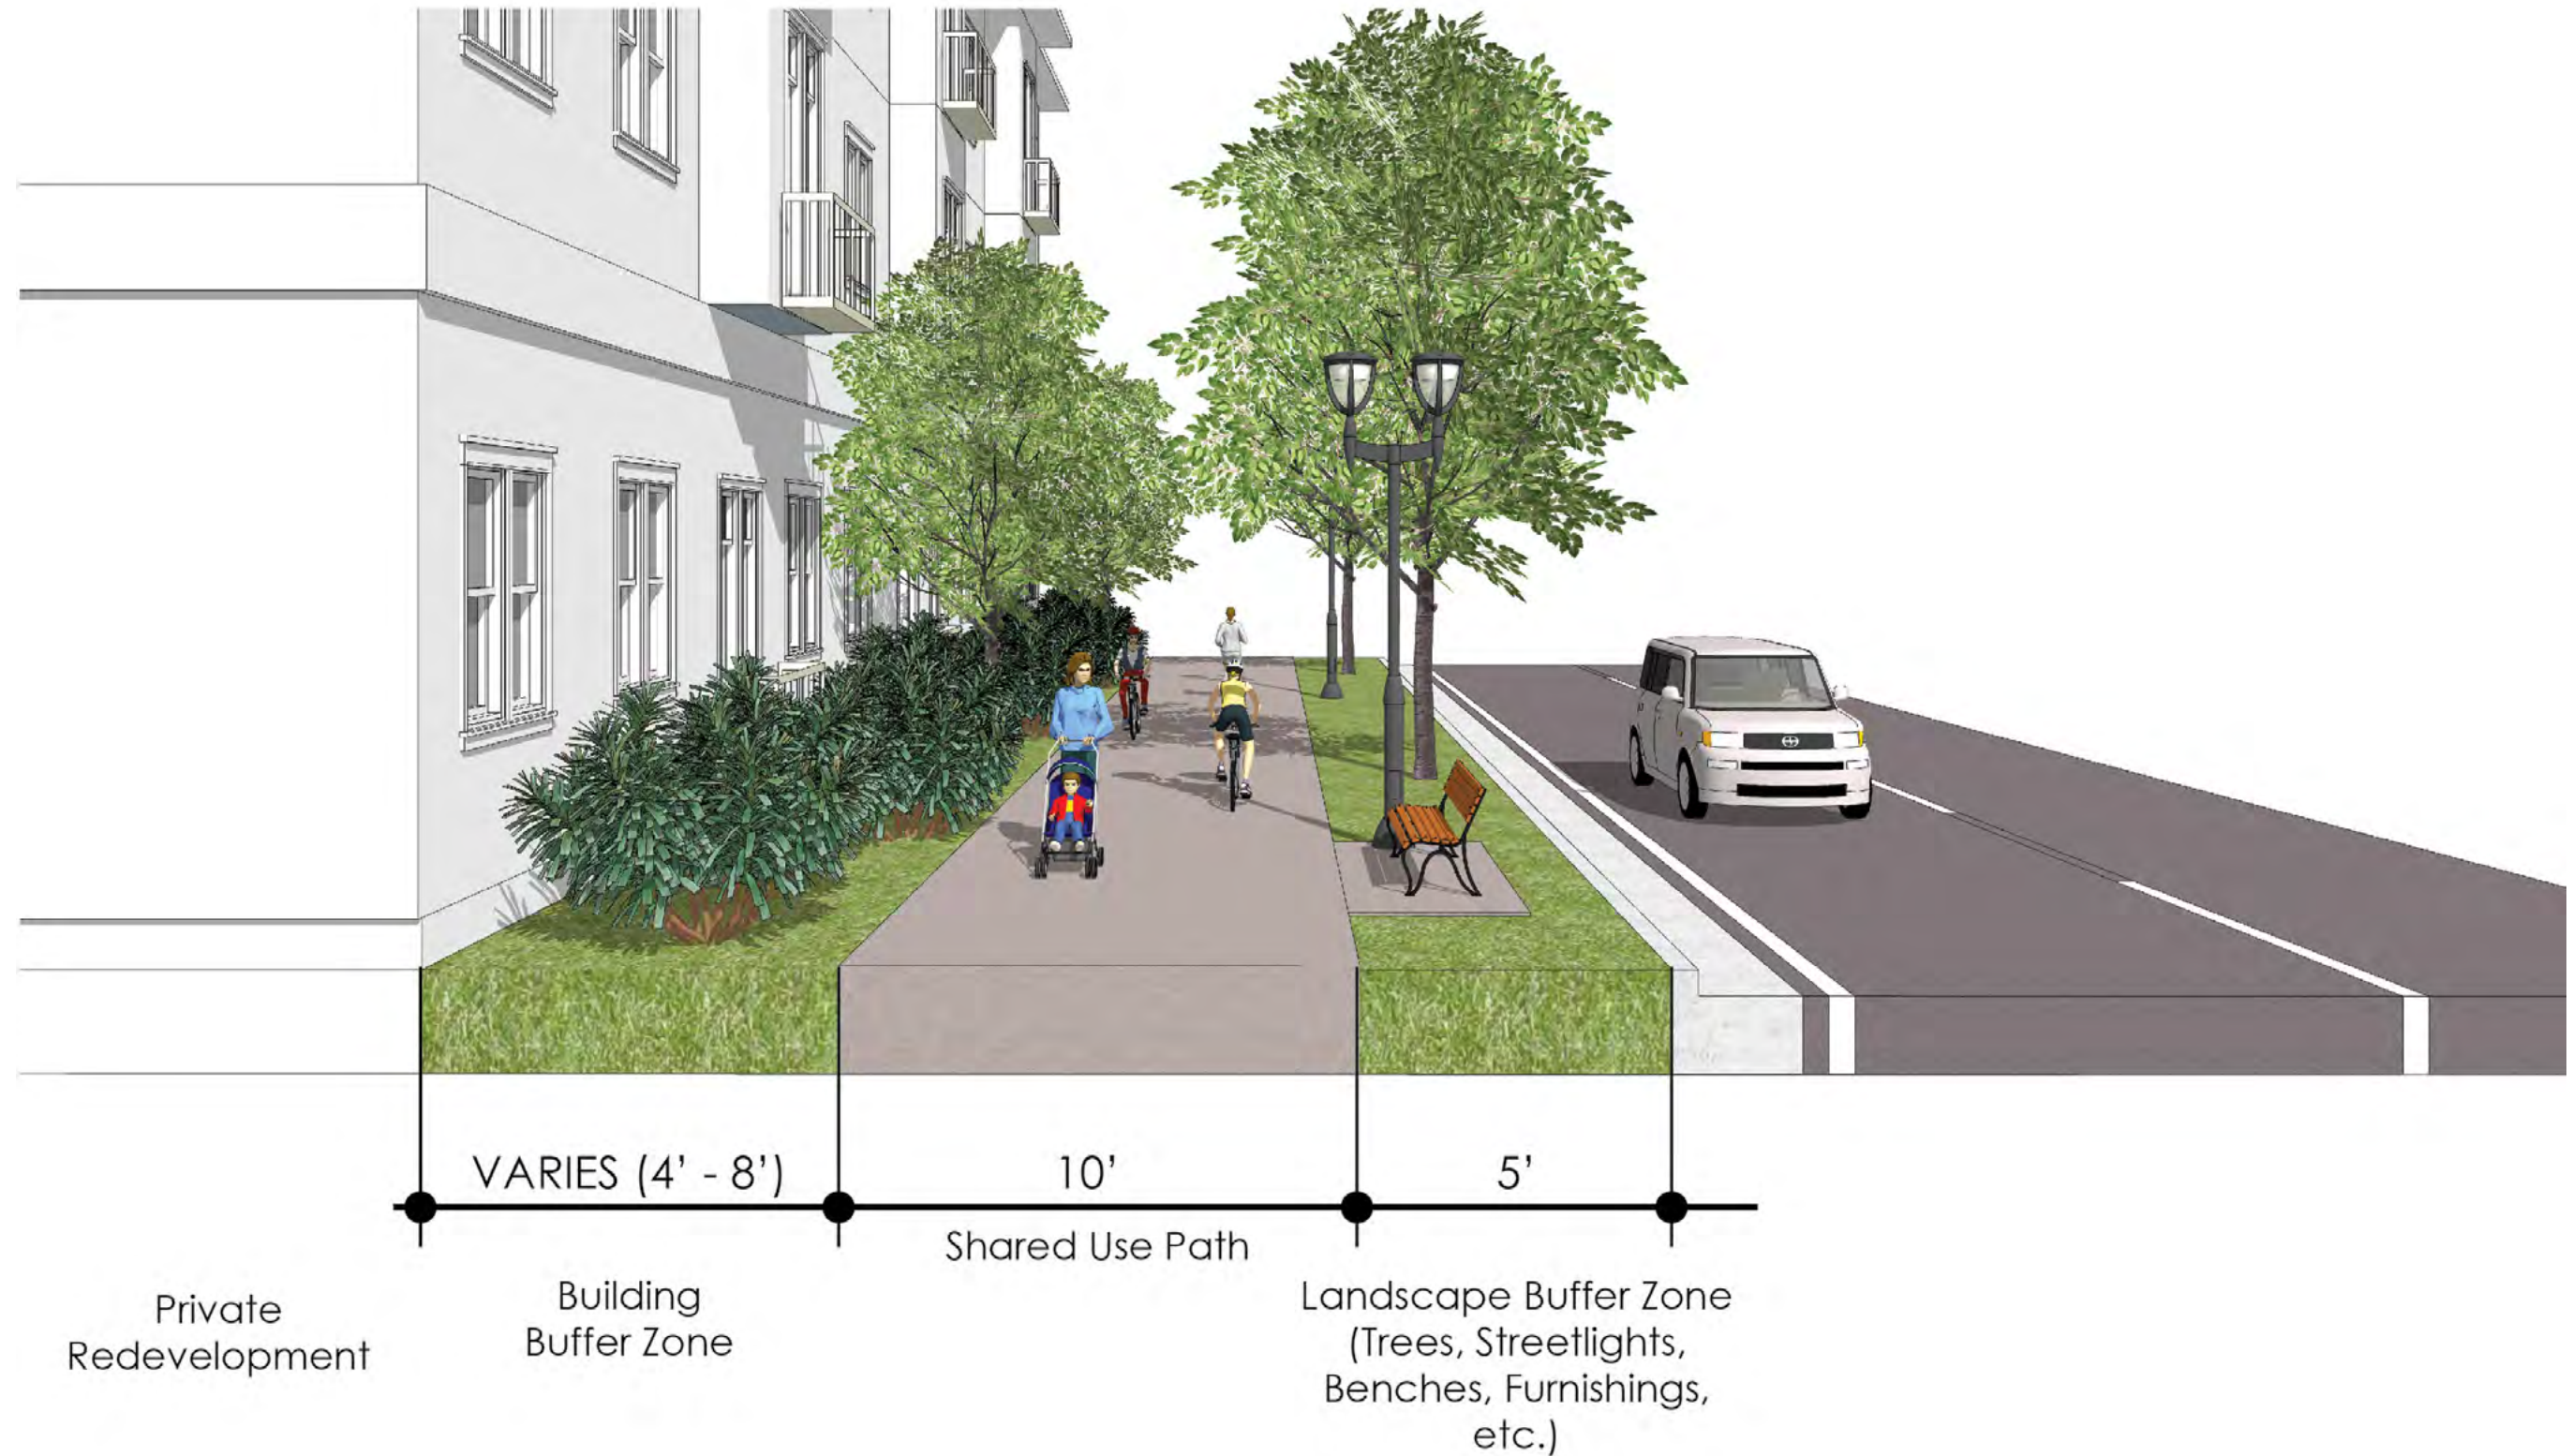 VARIES (4' - 8')
10'
5'
Shared Use Path
Private
Redevelopment
Building
Buffer Zone
Landscape Buffer Zone
(Trees, Streetlights,
Benches, Furnishings,
etc.)